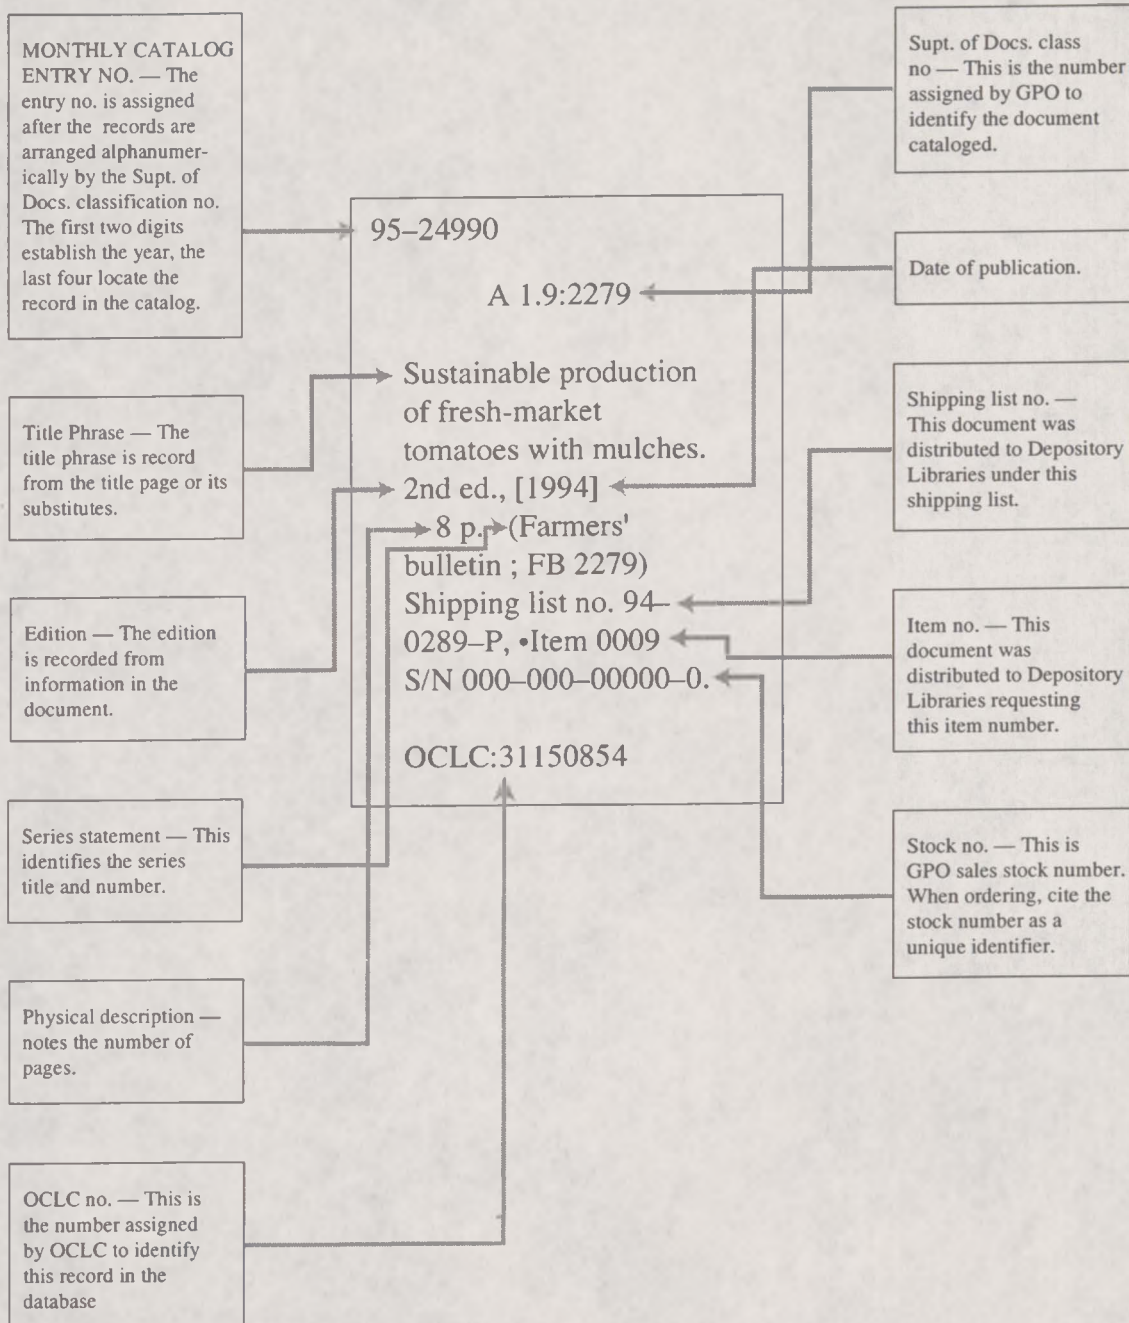 MONTHLY CATALOG
ENTRY NO. — The
entry no. is assigned
after the records are
arranged alphanumer-
ically by the Supt. of
Docs. classification no.
The first two digits
establish the year, the
last four locate the
record in the catalog.
Title Phrase — The
title phrase is record
from the title page or its
substitutes.
Edition — The edition
is recorded from
information in the
document.
Series statement — This
identifies the series
title and number.
Physical description —
notes the number of
pages.
OCLC no. — This is
the number assigned
by OCLC to identify
this record in the
database
95–24990
A 1.9:2279
Sustainable production
of fresh-market
tomatoes with mulches.
2nd ed., [1994]
8 p. (Farmers'
bulletin ; FB 2279)
Shipping list no. 94–
0289–P, •Item 0009
S/N 000–000–00000–0.
OCLC:31150854
Supt. of Docs. class
no — This is the number
assigned by GPO to
identify the document
cataloged.
Date of publication.
Shipping list no. —
This document was
distributed to Depository
Libraries under this
shipping list.
Item no. — This
document was
distributed to Depository
Libraries requesting
this item number.
Stock no. — This is
GPO sales stock number.
When ordering, cite the
stock number as a
unique identifier.